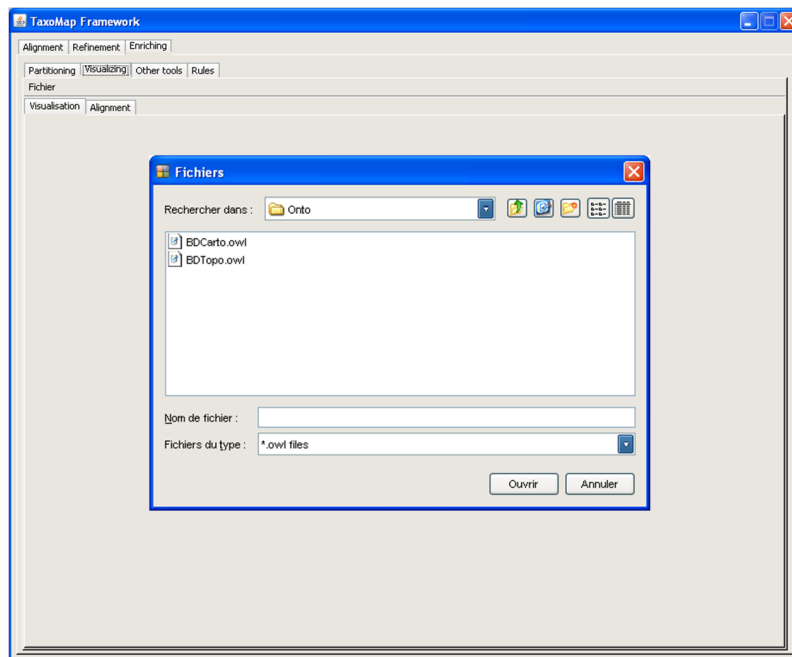 TaxoMap Framework
Alignment Refinement Enriching
Partitioning Visualizing Other tools Rules
Fichier
Visualisation Alignment
Fichiers
Rechercher dans : Onto
BDCarto.owl
BDTopo.owl
Nom de fichier :
Fichiers du type : *.owl files
Ouvrir Annuler